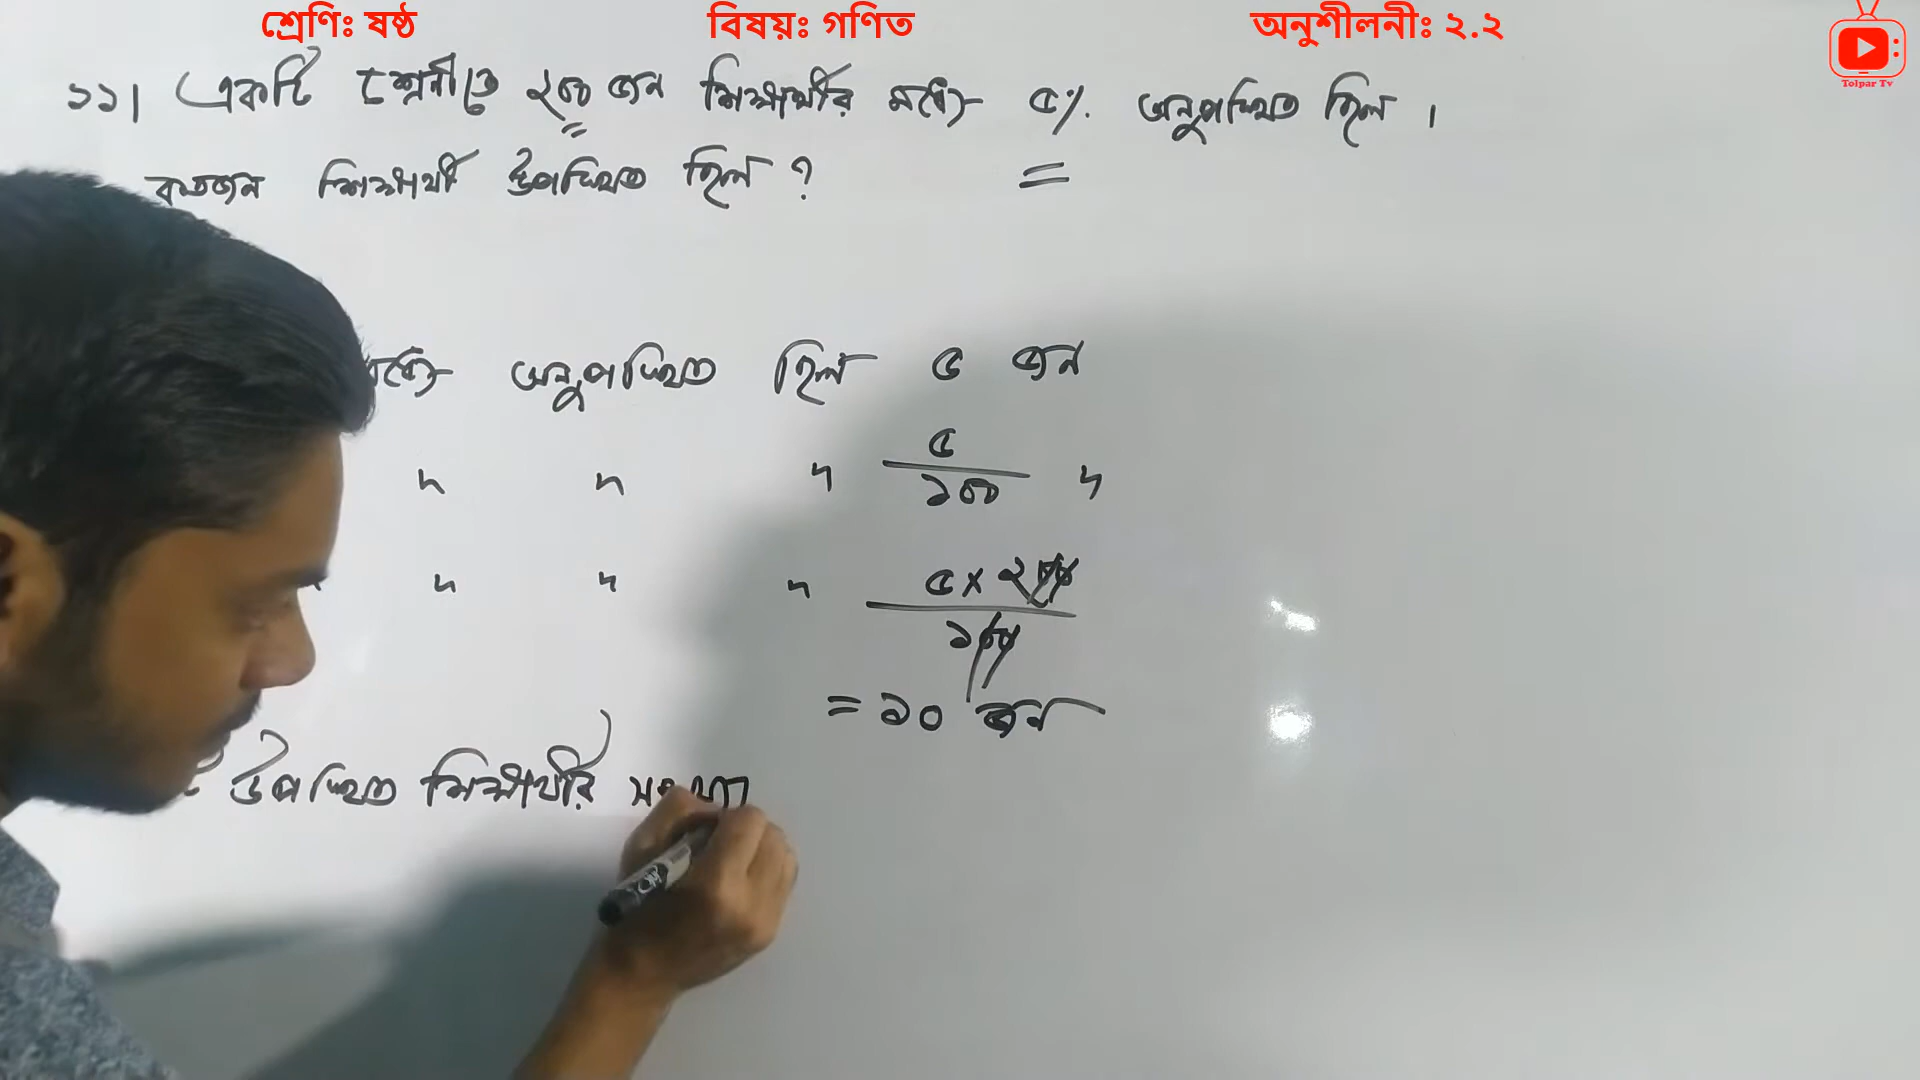 শ্রেণিঃ ষষ্ঠ বিষয়ঃ গণিত অনুশীলনীঃ ২.২
Tolpar Tv
১১। একটি শ্রেনীতে ২০০ জন শিক্ষার্থীর মধ্যে ৫% অনুপস্থিত ছিল ।
কতজন শিক্ষার্থী উপস্থিত ছিল ?
অনুপস্থিত ছিল ৫ জন
" " " ৫/১০০ "
" " " ৫ × ২০০/১০০
= ১০ জন
উপস্থিত শিক্ষার্থীর